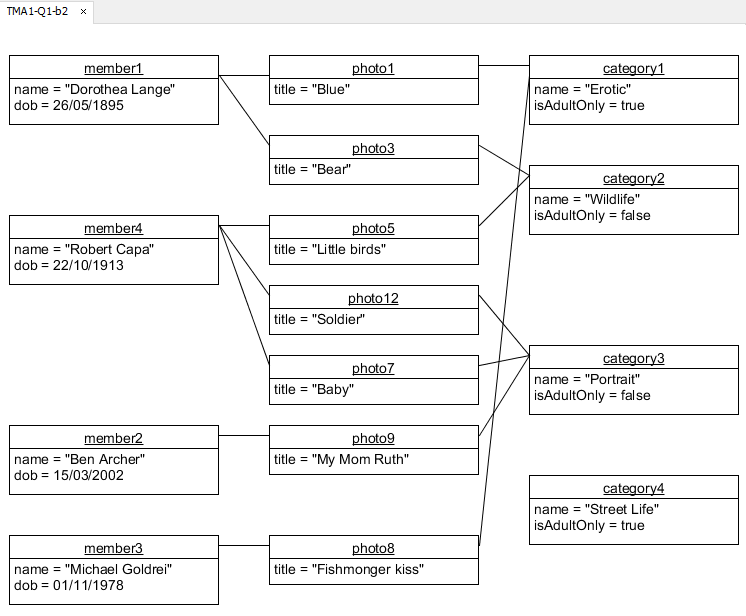 TMA1-Q1-b2 ×
member1
name = "Dorothea Lange"
dob = 26/05/1895
photo1
title = "Blue"
category1
name = "Erotic"
isAdultOnly = true
photo3
title = "Bear"
category2
name = "Wildlife"
isAdultOnly = false
member4
name = "Robert Capa"
dob = 22/10/1913
photo5
title = "Little birds"
photo12
title = "Soldier"
photo7
title = "Baby"
category3
name = "Portrait"
isAdultOnly = false
member2
name = "Ben Archer"
dob = 15/03/2002
photo9
title = "My Mom Ruth"
category4
name = "Street Life"
isAdultOnly = true
member3
name = "Michael Goldrei"
dob = 01/11/1978
photo8
title = "Fishmonger kiss"